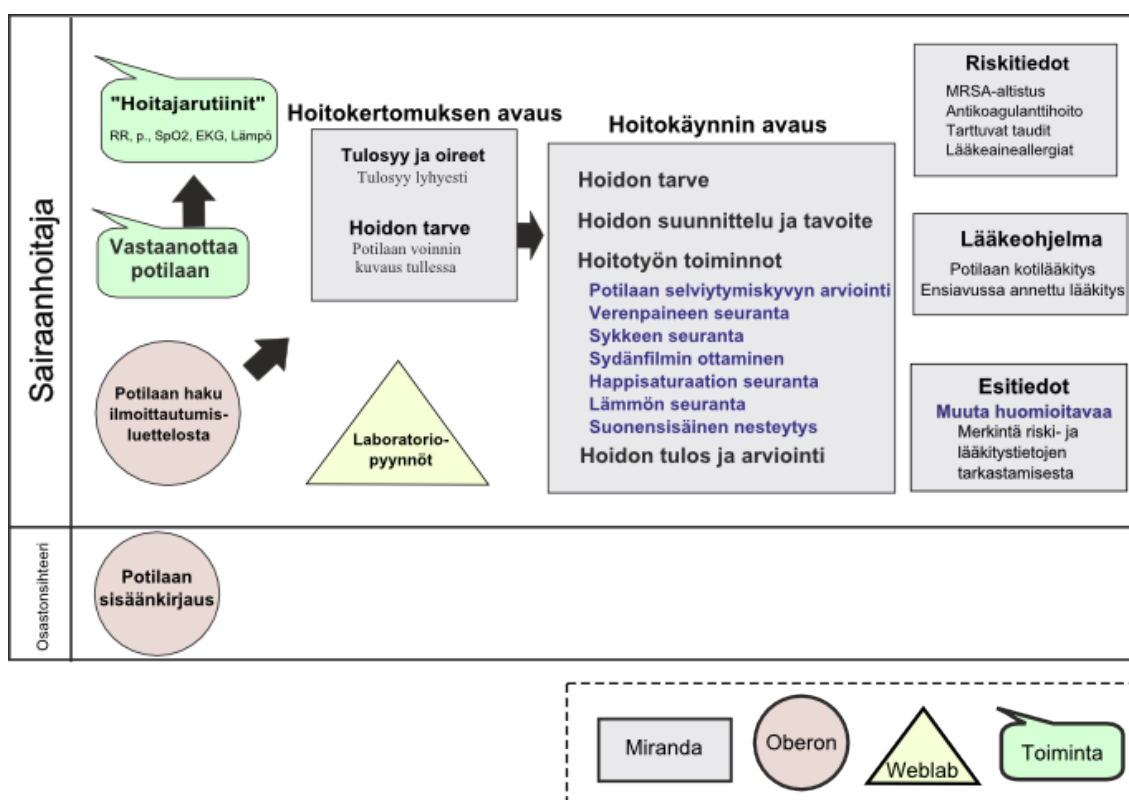 Sairaanhoitaja
"Hoitajarutiinit"
RR, p., SpO2, EKG, Lämpö
Vastaanottaa
potilaan
Potilaan haku
ilmoittautumis-
luettelosta
Hoitokertomuksen avaus
Tulosyy ja oireet
Tulosyy lyhyesti
Hoidon tarve
Potilaan voinnin
kuvaus tullessa
Laboratorio-
pyynnöt
Hoitokäynnin avaus
Hoidon tarve
Hoidon suunnittelu ja tavoite
Hoitotyön toiminnot
Potilaan selviytymiskyvyn arviointi
Verenpaineen seuranta
Sykkeen seuranta
Sydänfilmin ottaminen
Happisaturaation seuranta
Lämmön seuranta
Suonensisäinen nesteytys
Hoidon tulos ja arviointi
Riskitiedot
MRSA-altistus
Antikoagulanttihoito
Tarttuvat taudit
Lääkeaineallergiat
Lääkeohjelma
Potilaan kotilääkitys
Ensiavussa annettu lääkitys
Esitiedot
Muuta huomioitavaa
Merkintä riski- ja
lääkitystietojen
tarkastamisesta
Osastonsihteeri
Potilaan
sisäänkirjaus
Miranda
Oberon
Weblab
Toiminta